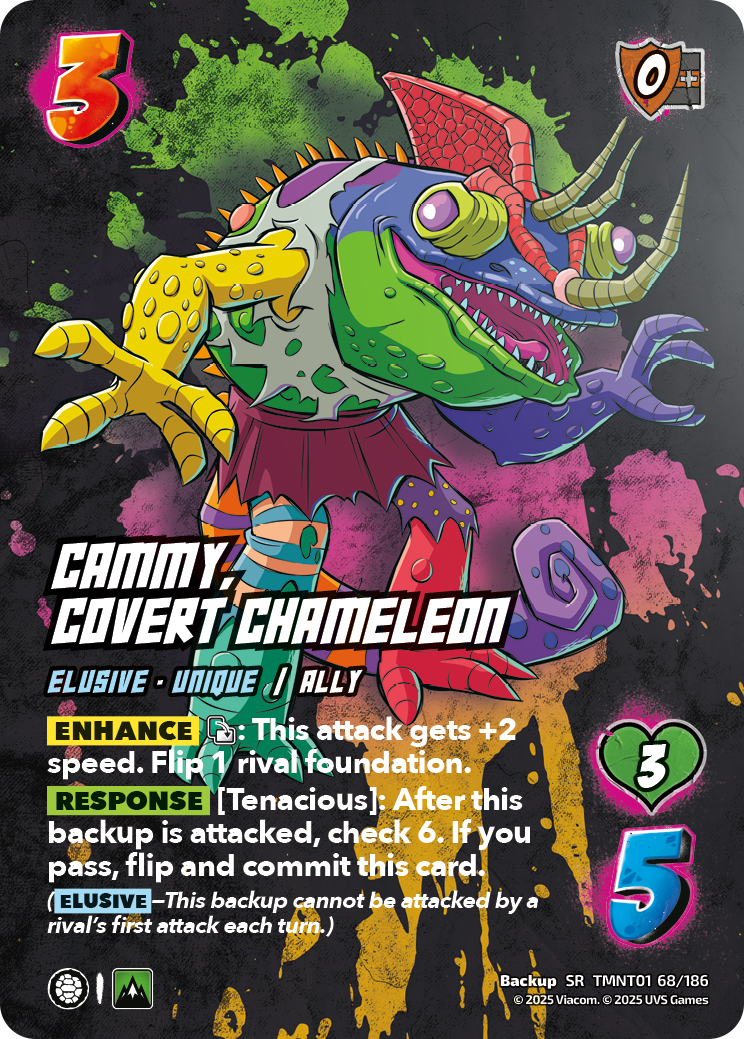 3
0
CAMMY,
COVERT CHAMELEON
ELUSIVE · UNIQUE / ALLY
ENHANCE : This attack gets +2
speed. Flip 1 rival foundation.
RESPONSE [Tenacious]: After this
backup is attacked, check 6. If you
pass, flip and commit this card.
(ELUSIVE—This backup cannot be attacked by a
rival's first attack each turn.)
3
5
Backup SR TMNT01 68/186
© 2025 Viacom. © 2025 UVS Games